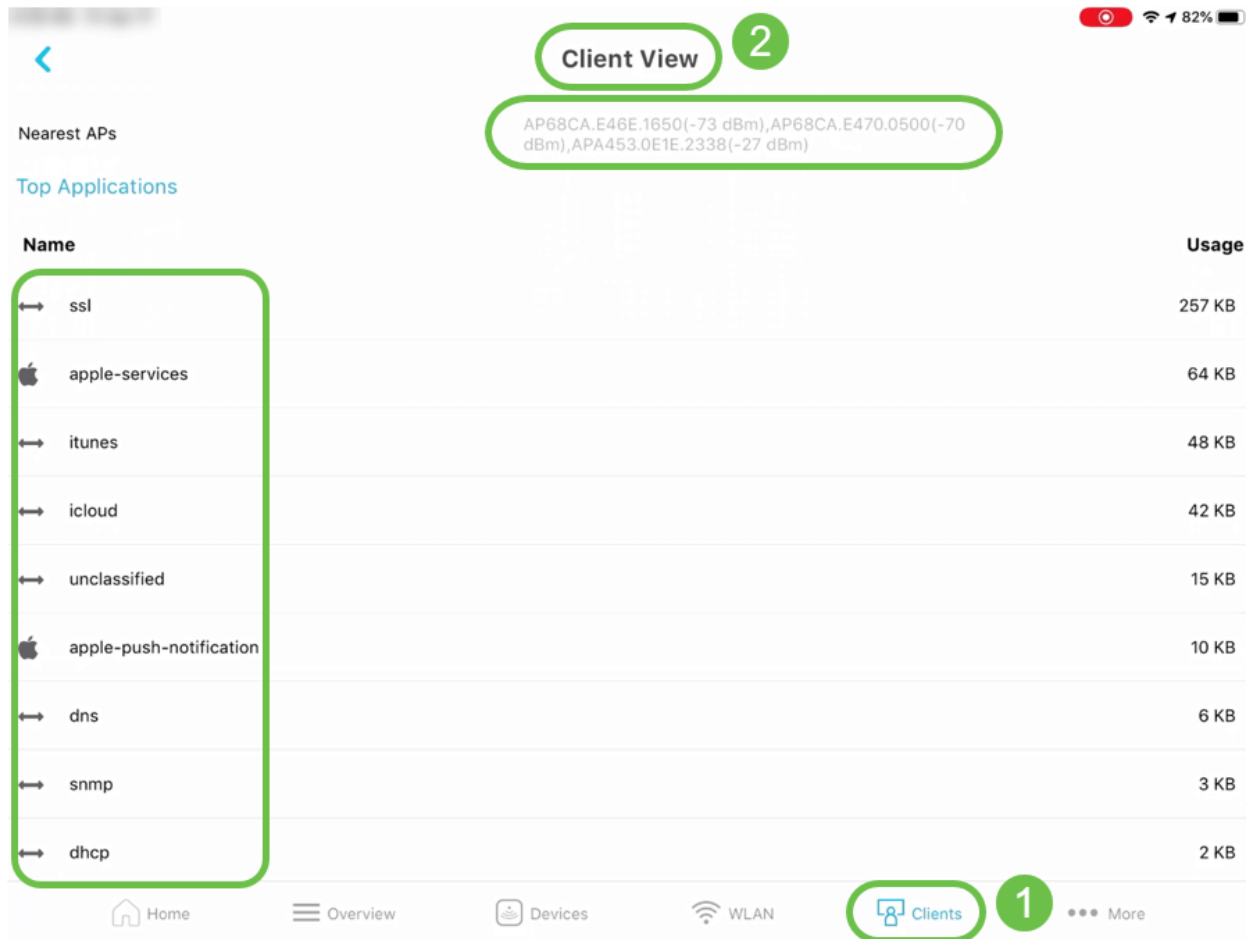 82%
Client View
2
Nearest APs
AP68CA.E46E.1650(-73 dBm),AP68CA.E470.0500(-70
dBm),APA453.0E1E.2338(-27 dBm)
Top Applications
Name Usage
ssl 257 KB
apple-services 64 KB
itunes 48 KB
icloud 42 KB
unclassified 15 KB
apple-push-notification 10 KB
dns 6 KB
snmp 3 KB
dhcp 2 KB
Home Overview Devices WLAN Clients 1 More